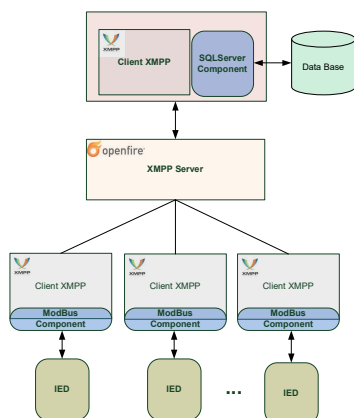 XMPP
Client XMPP
SQLServer
Component
Data Base
openfire
XMPP Server
XMPP
Client XMPP
ModBus
Component
XMPP
Client XMPP
ModBus
Component
XMPP
Client XMPP
ModBus
Component
IED
IED
...
IED